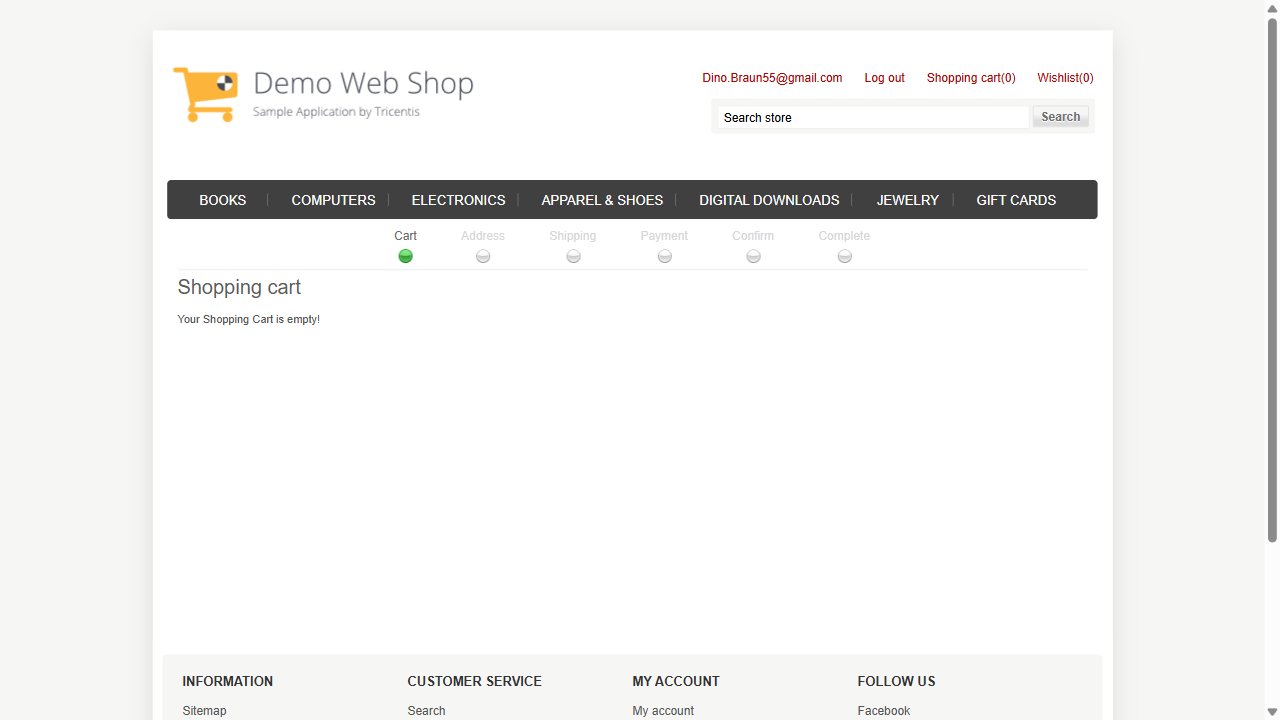 Demo Web Shop
Sample Application by Tricentis
Dino.Braun55@gmail.com Log out Shopping cart(0) Wishlist(0)
Search store Search
BOOKS COMPUTERS ELECTRONICS APPAREL & SHOES DIGITAL DOWNLOADS JEWELRY GIFT CARDS
Cart Address Shipping Payment Confirm Complete
Shopping cart
Your Shopping Cart is empty!
INFORMATION CUSTOMER SERVICE MY ACCOUNT FOLLOW US
Sitemap Search My account Facebook